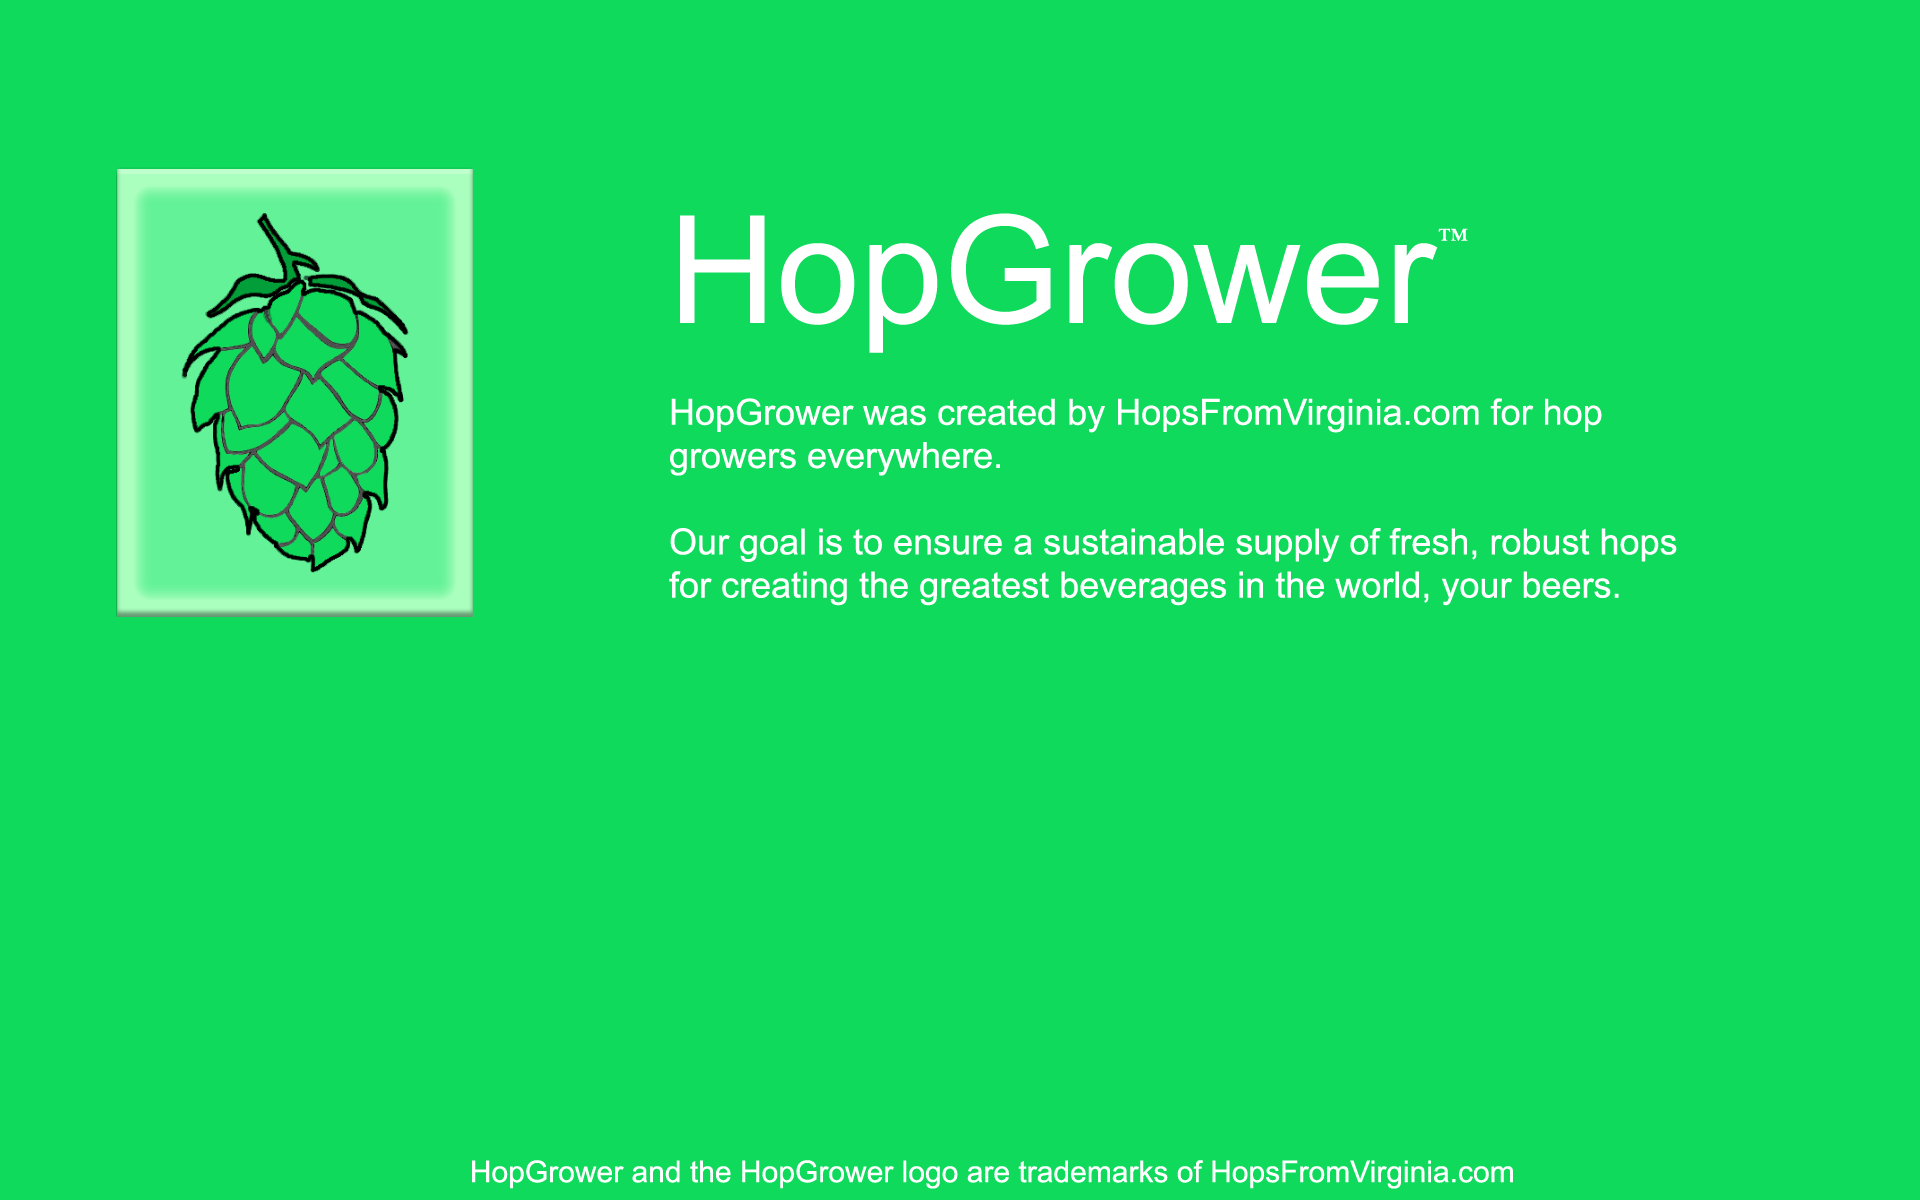 HopGrower™
HopGrower was created by HopsFromVirginia.com for hop
growers everywhere.
Our goal is to ensure a sustainable supply of fresh, robust hops
for creating the greatest beverages in the world, your beers.
HopGrower and the HopGrower logo are trademarks of HopsFromVirginia.com